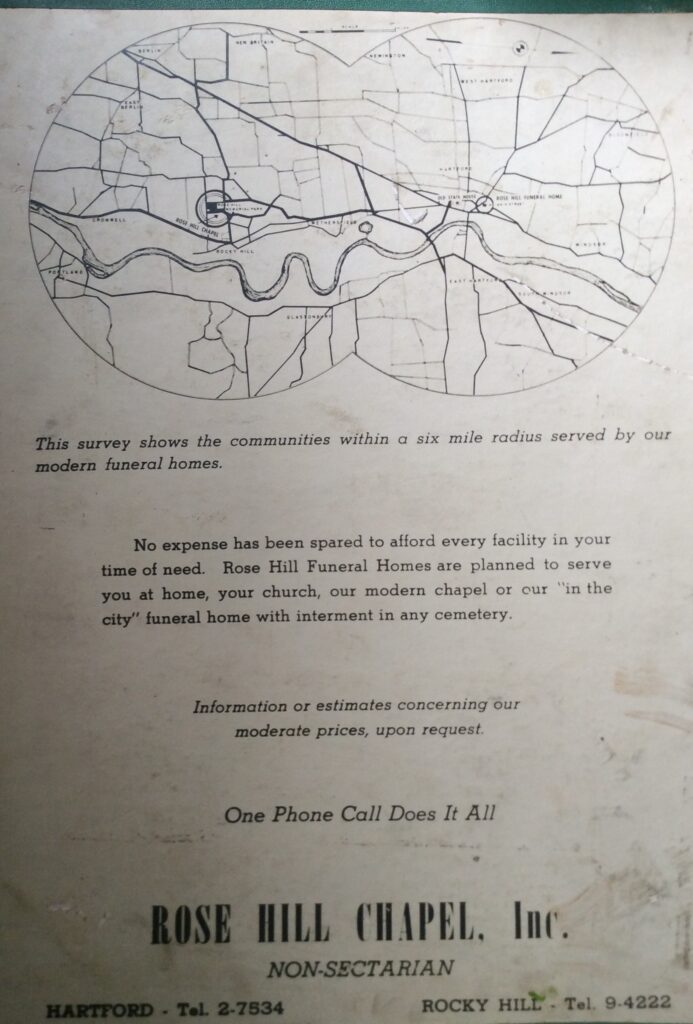 SCALE
BERLIN
NEW BRITAIN
NEWINGTON
WEST HARTFORD
EAST BERLIN
BLOOMFIELD
HARTFORD
OLD STATE HOUSE
ROSE HILL FUNERAL HOME
ROSE HILL
MEMORIAL PARK
CROMWELL
ROSE HILL CHAPEL
WETHERSFIELD
ROCKY HILL
WINDSOR
PORTLAND
EAST HARTFORD
SOUTH WINDSOR
GLASTONBURY
This survey shows the communities within a six mile radius served by our
modern funeral homes.
No expense has been spared to afford every facility in your
time of need. Rose Hill Funeral Homes are planned to serve
you at home, your church, our modern chapel or our "in the
city" funeral home with interment in any cemetery.
Information or estimates concerning our
moderate prices, upon request.
One Phone Call Does It All
ROSE HILL CHAPEL, Inc.
NON-SECTARIAN
HARTFORD - Tel. 2-7534
ROCKY HILL - Tel. 9-4222